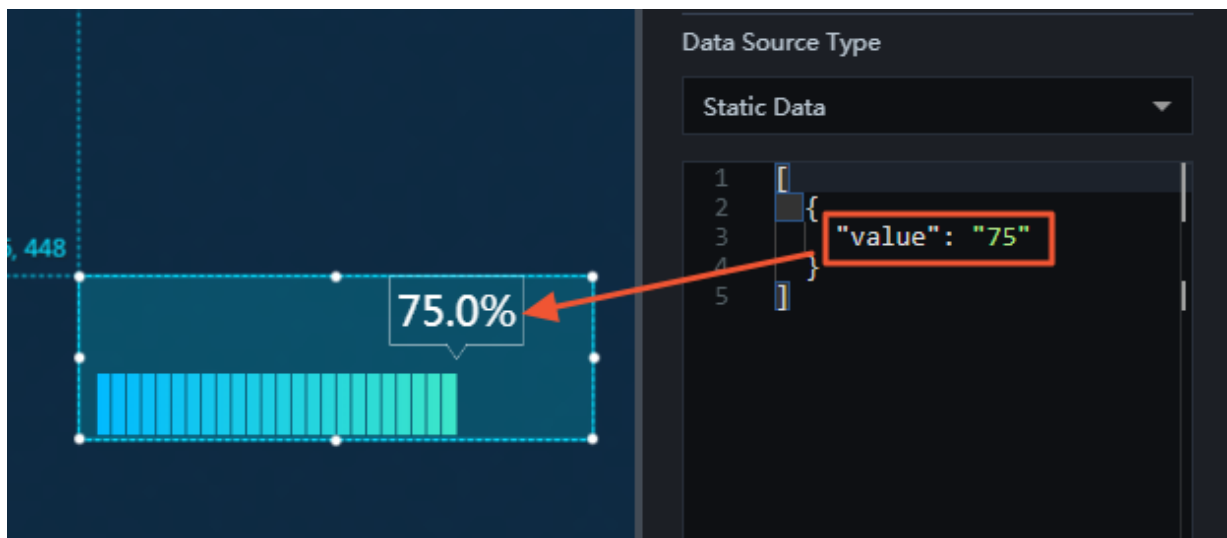 Data Source Type
Static Data
1 [
2 {
3 "value": "75"
4 }
5 ]
, 448
75.0%